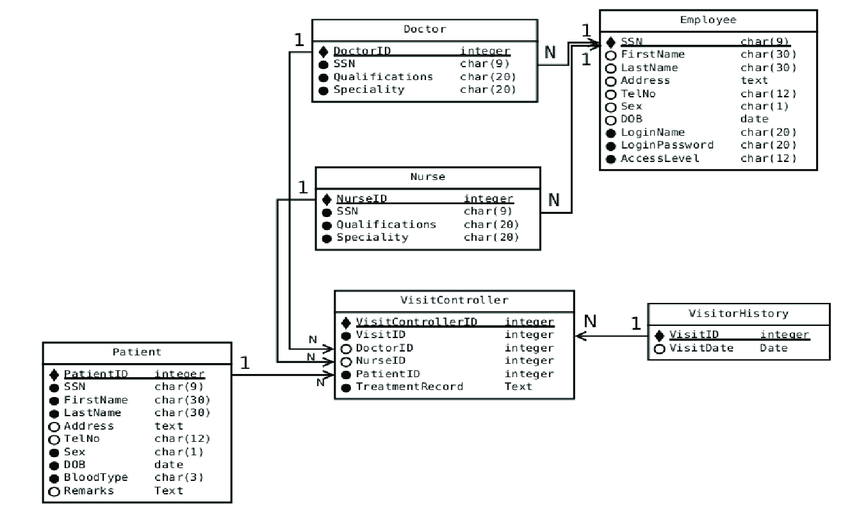 Doctor
DoctorID integer
SSN char(9)
Qualifications char(20)
Speciality char(20)
1
N
1
1
Employee
SSN char(9)
FirstName char(30)
LastName char(30)
Address text
TelNo char(12)
Sex char(1)
DOB date
LoginName char(20)
LoginPassword char(20)
AccessLevel char(12)
Nurse
NurseID integer
SSN char(9)
Qualifications char(20)
Speciality char(20)
1
N
VisitController
VisitControllerID integer
VisitID integer
DoctorID integer
NurseID integer
PatientID integer
TreatmentRecord Text
N
N
N
N
1
VisitorHistory
VisitID integer
VisitDate Date
Patient
PatientID integer
SSN char(9)
FirstName char(30)
LastName char(30)
Address text
TelNo char(12)
Sex char(1)
DOB date
BloodType char(3)
Remarks Text
1